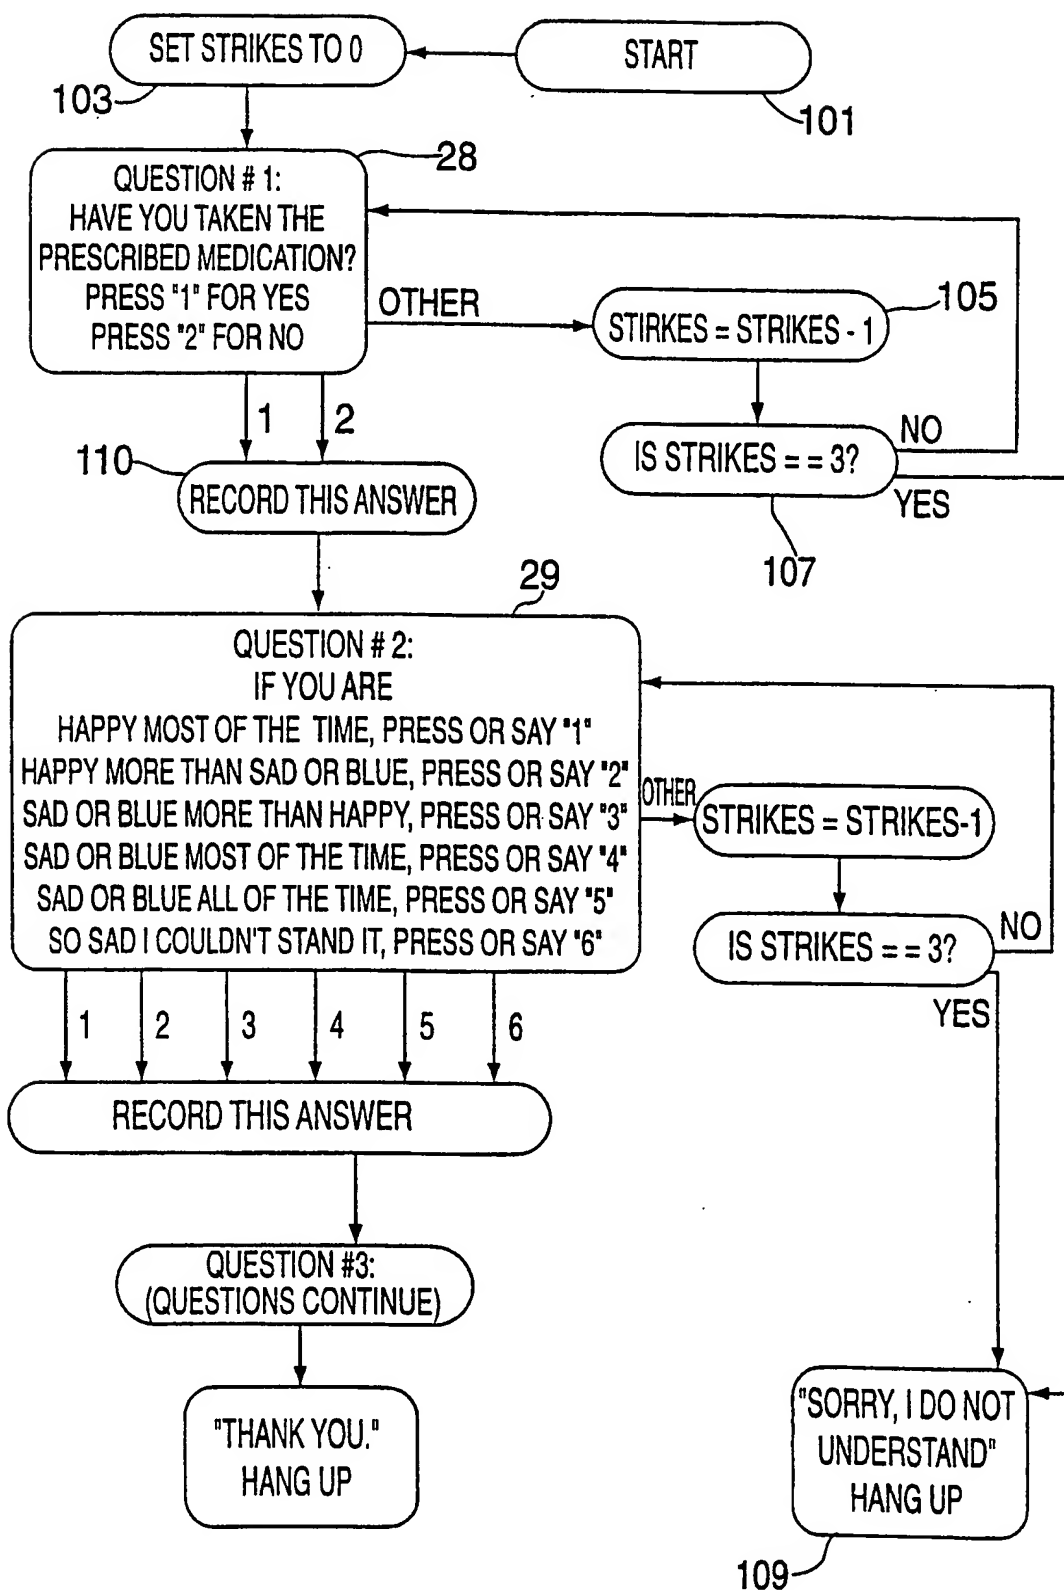 SET STRIKES TO 0
START
103
101
28
QUESTION # 1:
HAVE YOU TAKEN THE
PRESCRIBED MEDICATION?
PRESS "1" FOR YES
PRESS "2" FOR NO
OTHER
105
STIRKES = STRIKES - 1
1
2
NO
IS STRIKES = = 3?
YES
107
110
RECORD THIS ANSWER
29
QUESTION # 2:
IF YOU ARE
HAPPY MOST OF THE TIME, PRESS OR SAY "1"
HAPPY MORE THAN SAD OR BLUE, PRESS OR SAY "2"
SAD OR BLUE MORE THAN HAPPY, PRESS OR SAY "3"
SAD OR BLUE MOST OF THE TIME, PRESS OR SAY "4"
SAD OR BLUE ALL OF THE TIME, PRESS OR SAY "5"
SO SAD I COULDN'T STAND IT, PRESS OR SAY "6"
OTHER
STRIKES = STRIKES-1
IS STRIKES = = 3?
NO
YES
1
2
3
4
5
6
RECORD THIS ANSWER
QUESTION #3:
(QUESTIONS CONTINUE)
"THANK YOU."
HANG UP
"SORRY, I DO NOT
UNDERSTAND"
HANG UP
109